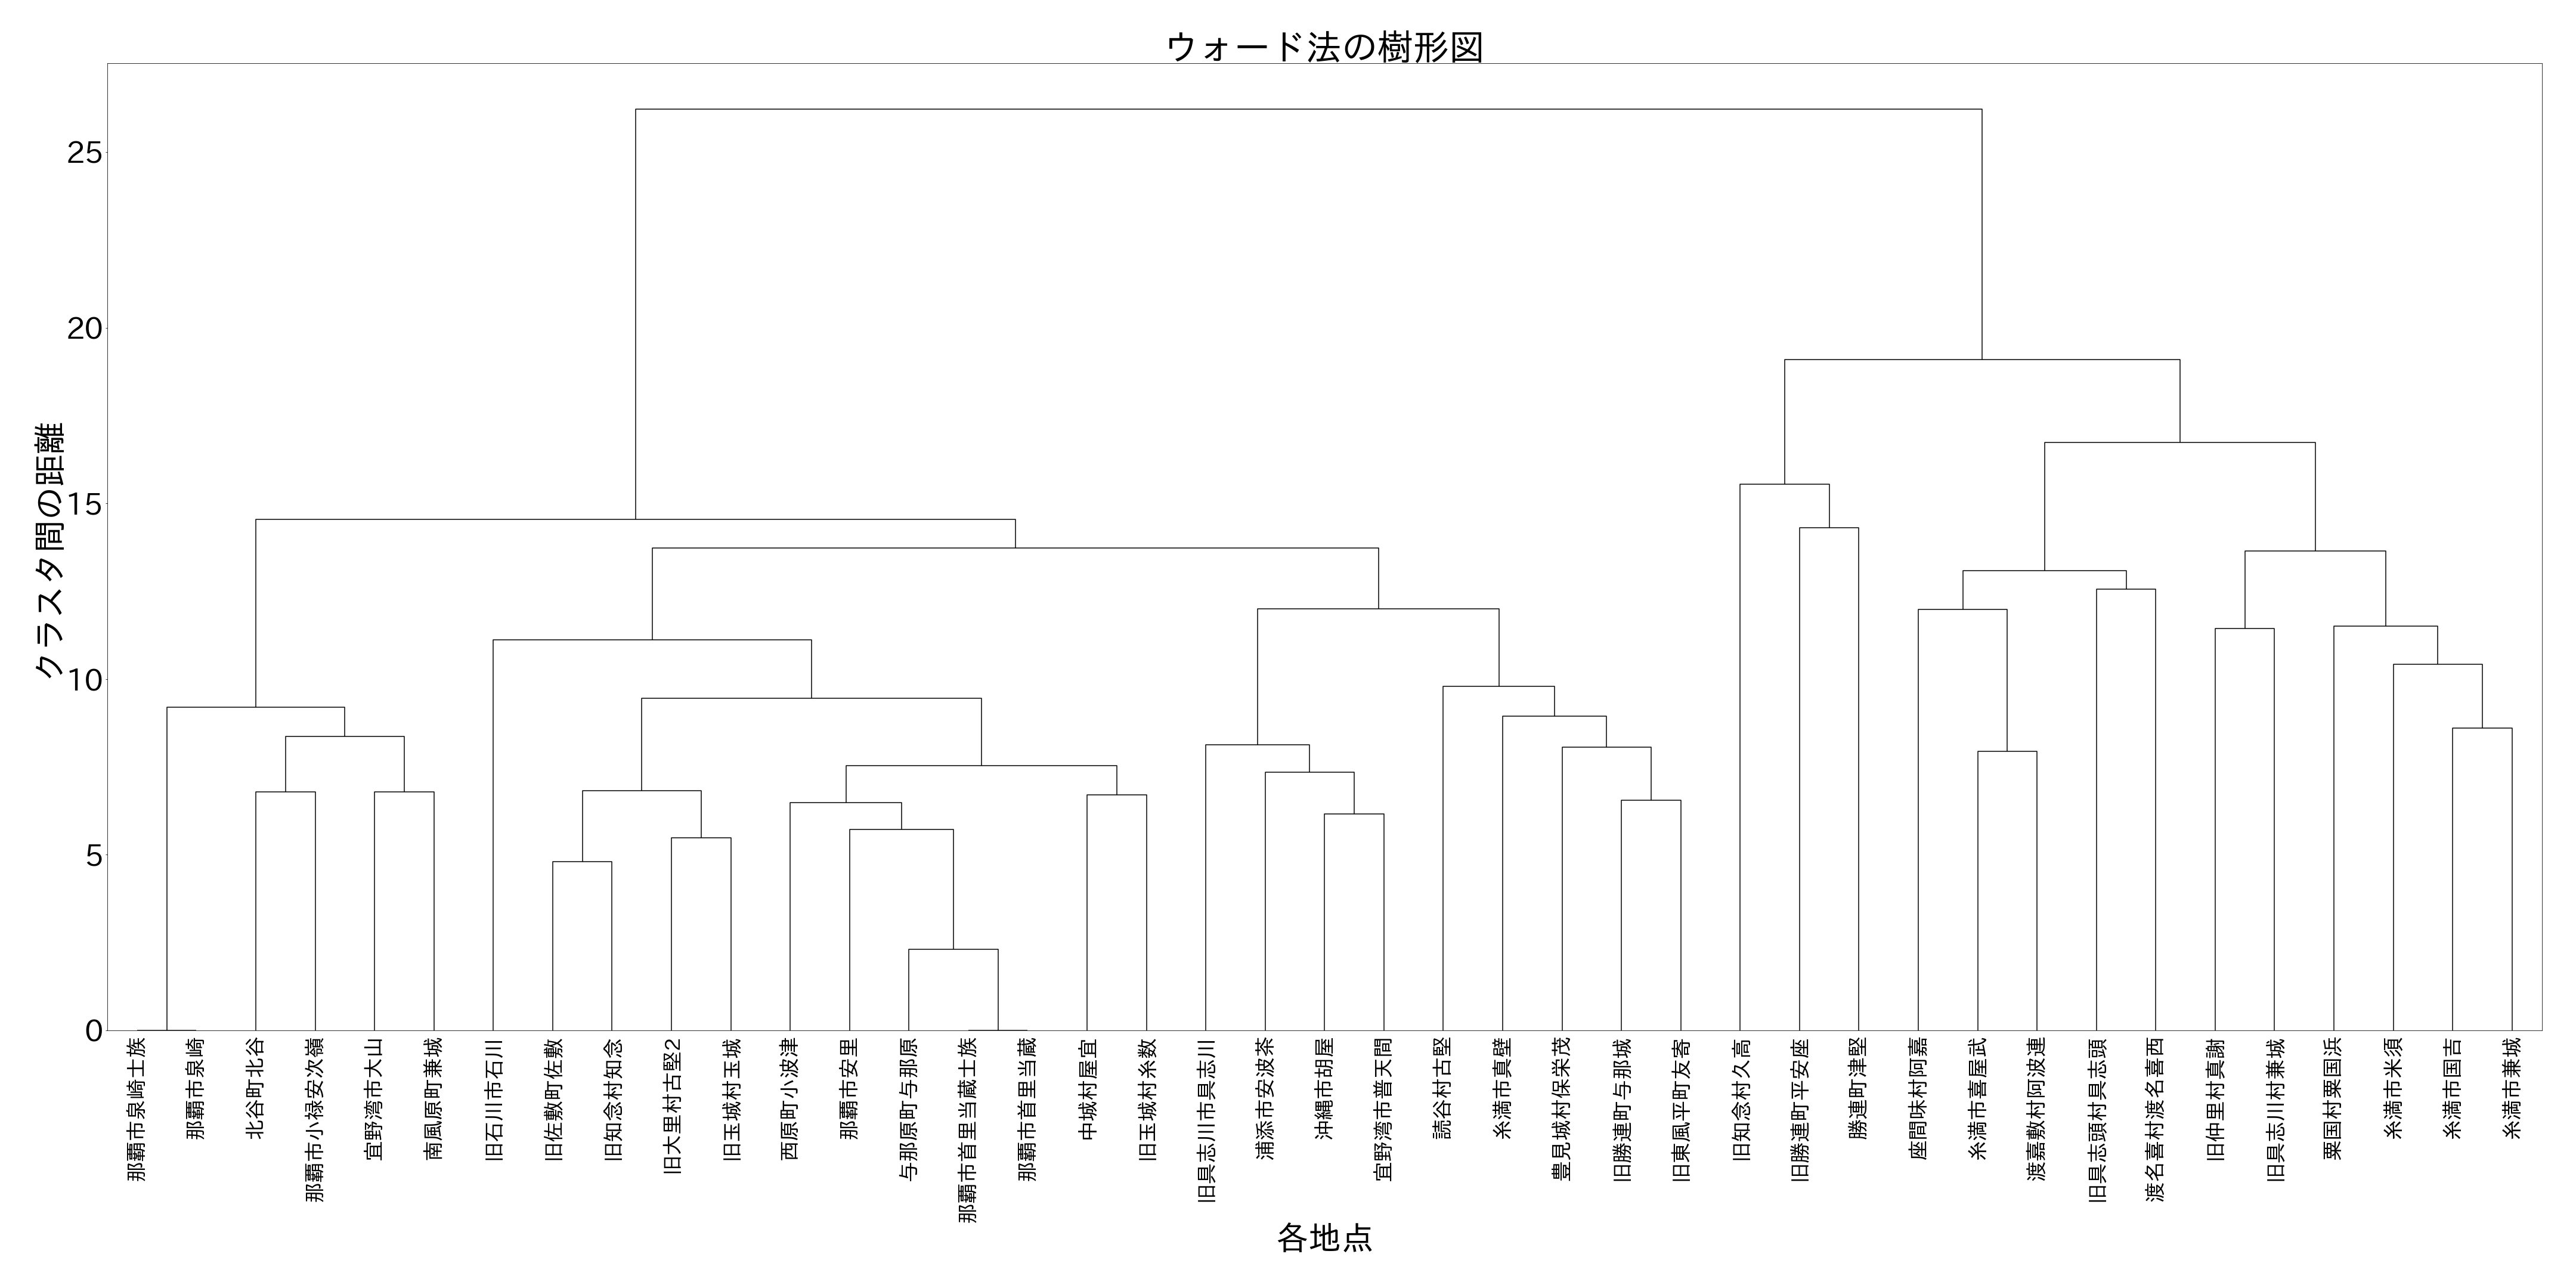 ウォード法の樹形図
クラスタ間の距離
25
20
15
10
5
0
那覇市泉崎士族
那覇市泉崎
北谷町北谷
那覇市小禄安次嶺
宜野湾市大山
南風原町兼城
旧石川市石川
旧佐敷町佐敷
旧知念村知念
旧大里村古堅2
旧玉城村玉城
西原町小波津
那覇市安里
与那原町与那原
那覇市首里当蔵士族
那覇市首里当蔵
中城村屋宜
旧玉城村糸数
旧具志川市具志川
浦添市安波茶
沖縄市胡屋
宜野湾市普天間
読谷村古堅
糸満市真壁
豊見城村保栄茂
旧勝連町与那城
旧東風平町友寄
旧知念村久高
旧勝連町平安座
勝連町津堅
座間味村阿嘉
糸満市喜屋武
渡嘉敷村阿波連
旧具志頭村具志頭
渡名喜村渡名喜西
旧仲里村真謝
旧具志川村兼城
粟国村粟国浜
糸満市米須
糸満市国吉
糸満市兼城
各地点